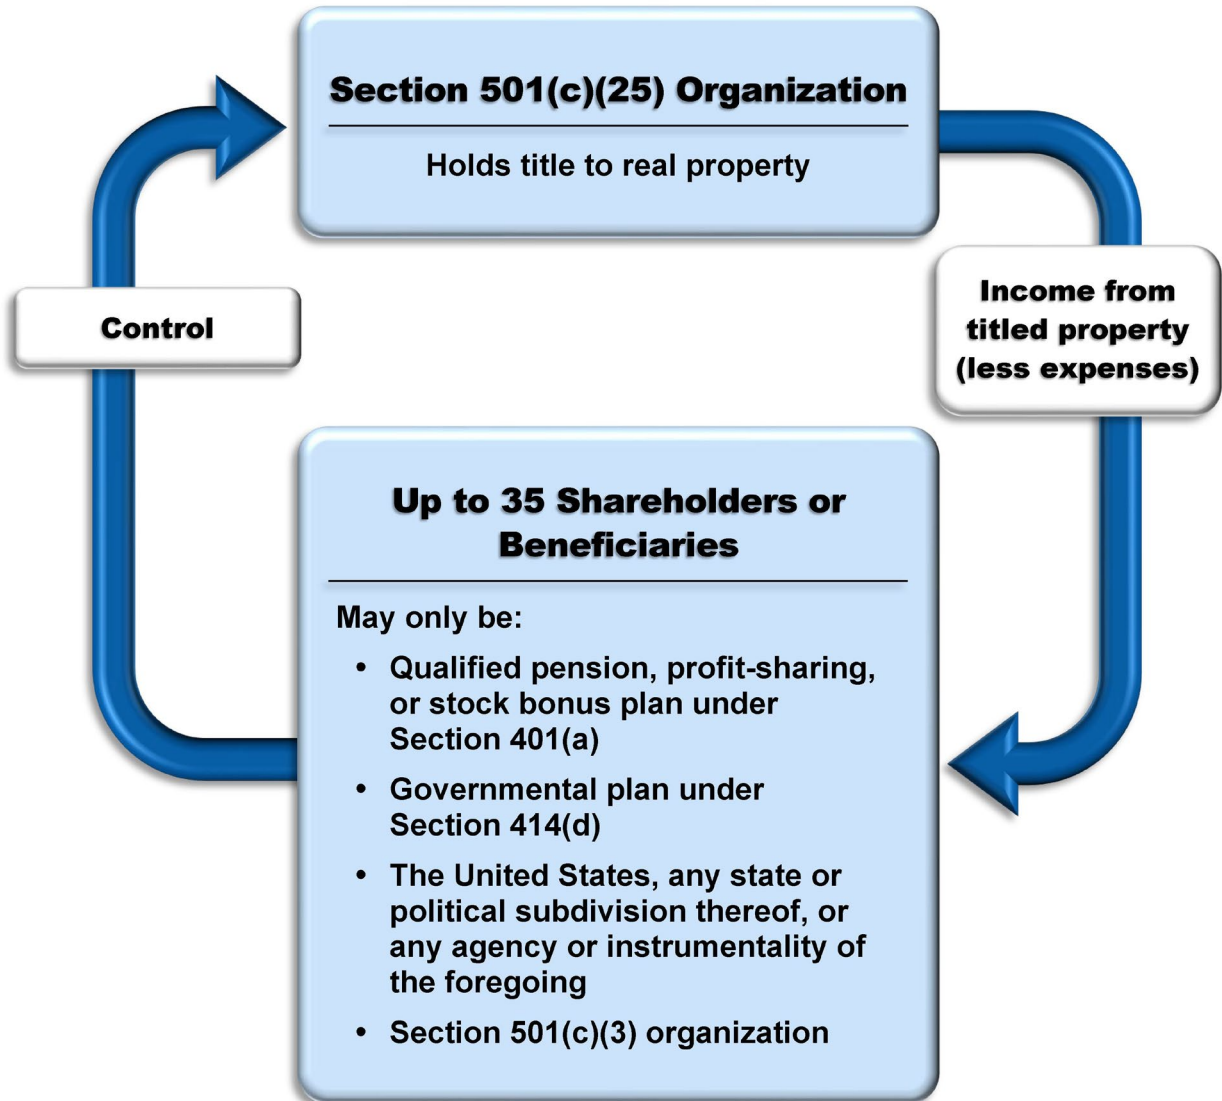 Section 501(c)(25) Organization
Holds title to real property
Control
Income from
titled property
(less expenses)
Up to 35 Shareholders or
Beneficiaries
May only be:
• Qualified pension, profit-sharing,
or stock bonus plan under
Section 401(a)
• Governmental plan under
Section 414(d)
• The United States, any state or
political subdivision thereof, or
any agency or instrumentality of
the foregoing
• Section 501(c)(3) organization